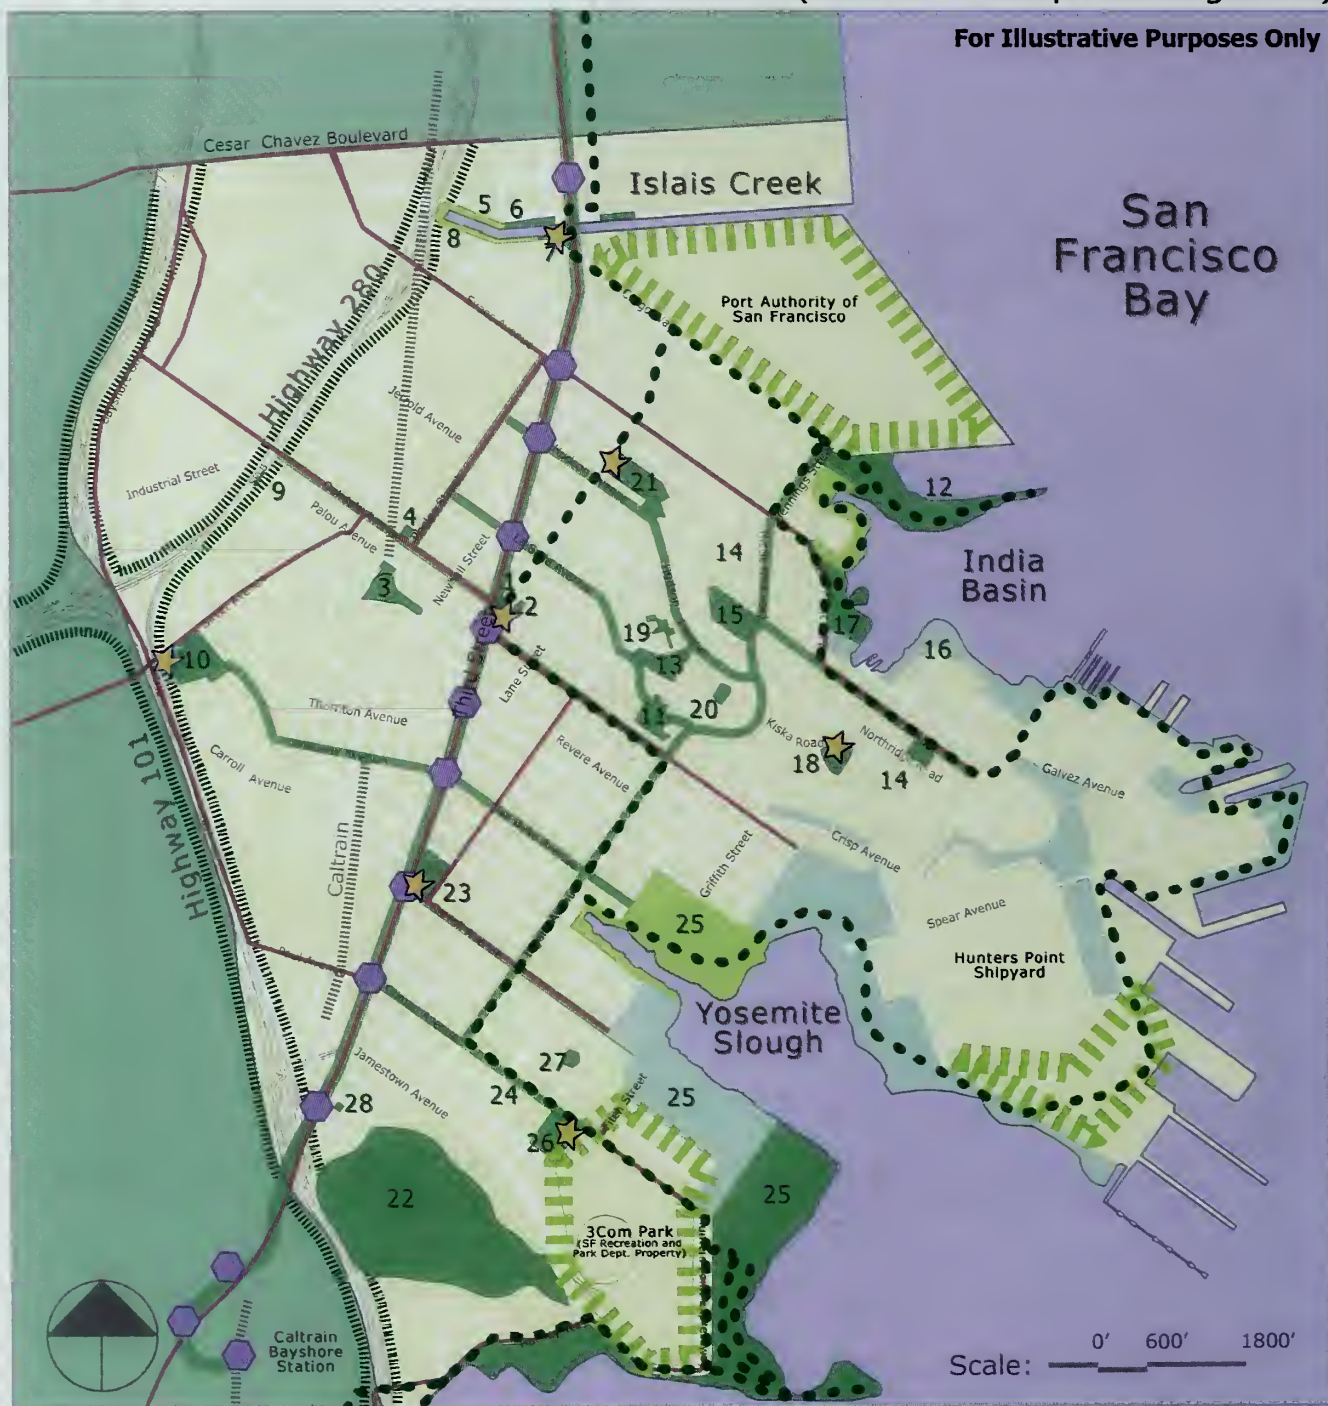 For Illustrative Purposes Only
Cesar Chavez Boulevard
Islais Creek
San
Francisco
Bay
5
6
8
7
Highway 280
Port Authority of
San Francisco
Jerrold Avenue
Industrial Street
9
21
12
4
Palou Avenue
Newhall Street
14
India
Basin
3
1
2
15
19
17
16
13
10
Third Street
Lane Street
20
11
Thornton Avenue
Kiska Road
Northridge Road
18
14
Revere Avenue
Galvez Avenue
Highway 101
Carroll Avenue
Caltrain
Crisp Avenue
Griffith Street
23
25
Spear Avenue
Hunters Point
Shipyard
Yosemite
Slough
27
Jamestown Avenue
24
25
28
26
22
25
3Com Park
(SF Recreation and
Park Dept. Property)
Caltrain
Bayshore
Station
0' 600' 1800'
Scale: